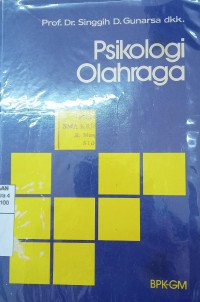 Prof. Dr. Singgih D. Gunarsa dkk.
Psikologi
Olahraga
BPK-GM